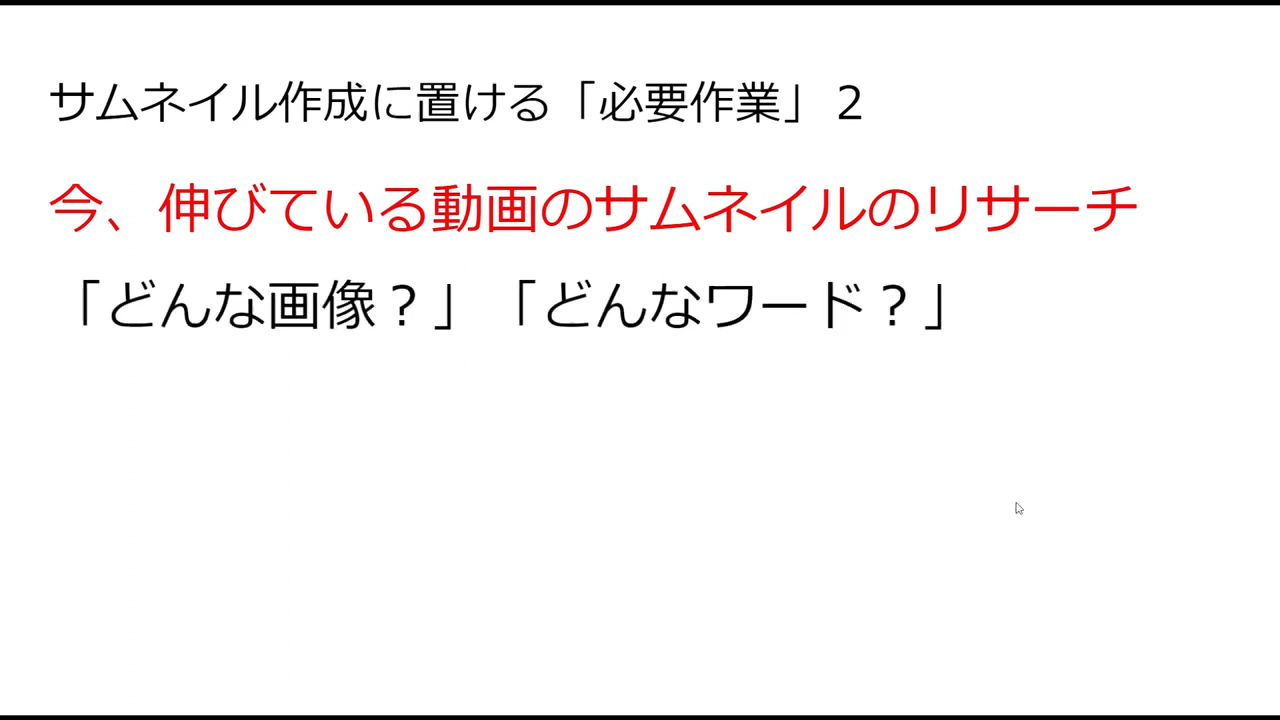 サムネイル作成に置ける「必要作業」２
今、伸びている動画のサムネイルのリサーチ
「どんな画像？」「どんなワード？」